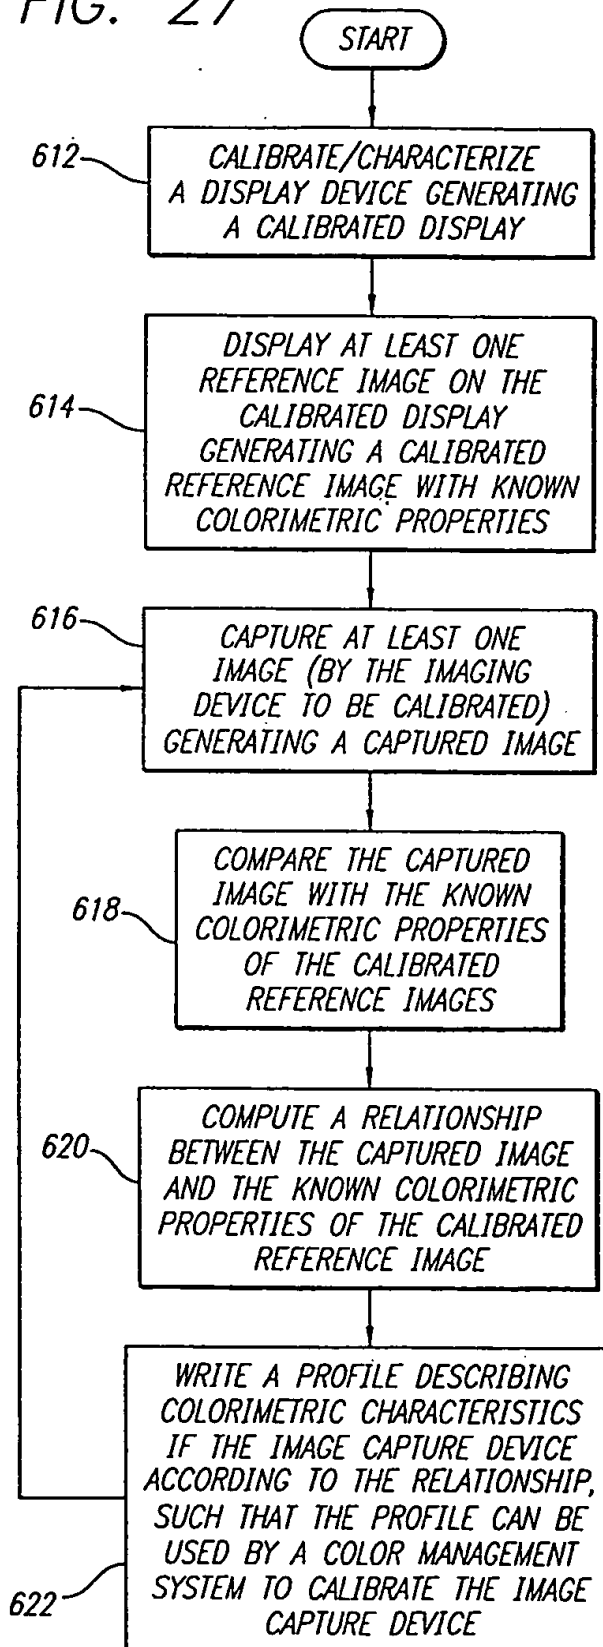 FIG. 27
START
612
CALIBRATE/CHARACTERIZE
A DISPLAY DEVICE GENERATING
A CALIBRATED DISPLAY
614
DISPLAY AT LEAST ONE
REFERENCE IMAGE ON THE
CALIBRATED DISPLAY
GENERATING A CALIBRATED
REFERENCE IMAGE WITH KNOWN
COLORIMETRIC PROPERTIES
616
CAPTURE AT LEAST ONE
IMAGE (BY THE IMAGING
DEVICE TO BE CALIBRATED)
GENERATING A CAPTURED IMAGE
618
COMPARE THE CAPTURED
IMAGE WITH THE KNOWN
COLORIMETRIC PROPERTIES
OF THE CALIBRATED
REFERENCE IMAGES
620
COMPUTE A RELATIONSHIP
BETWEEN THE CAPTURED IMAGE
AND THE KNOWN COLORIMETRIC
PROPERTIES OF THE CALIBRATED
REFERENCE IMAGE
622
WRITE A PROFILE DESCRIBING
COLORIMETRIC CHARACTERISTICS
IF THE IMAGE CAPTURE DEVICE
ACCORDING TO THE RELATIONSHIP,
SUCH THAT THE PROFILE CAN BE
USED BY A COLOR MANAGEMENT
SYSTEM TO CALIBRATE THE IMAGE
CAPTURE DEVICE